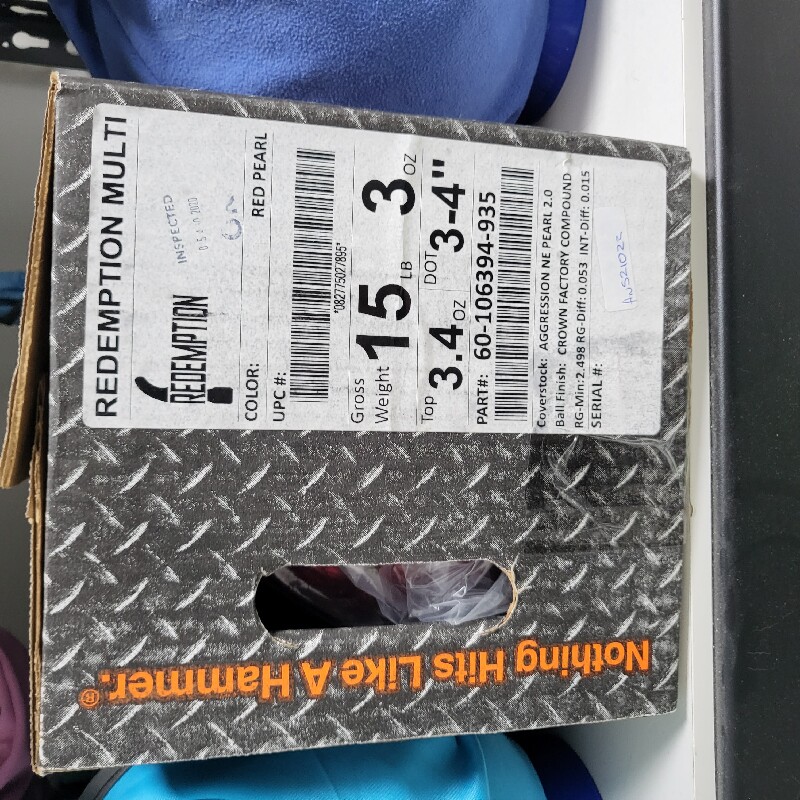 REDEMPTION MULTI
INSPECTED
REDEMPTION
COLOR: RED PEARL
UPC #:
*082775027895*
Gross Weight 15 LB 3 OZ
Top 3.4 OZ DOT 3-4"
PART#: 60-106394-935
Coverstock: AGGRESSION NE PEARL 2.0
Ball Finish: CROWN FACTORY COMPOUND
RG-Min:2.498 RG-Diff: 0.053 INT-Diff: 0.015
SERIAL #:
Nothing Hits Like A Hammer.®